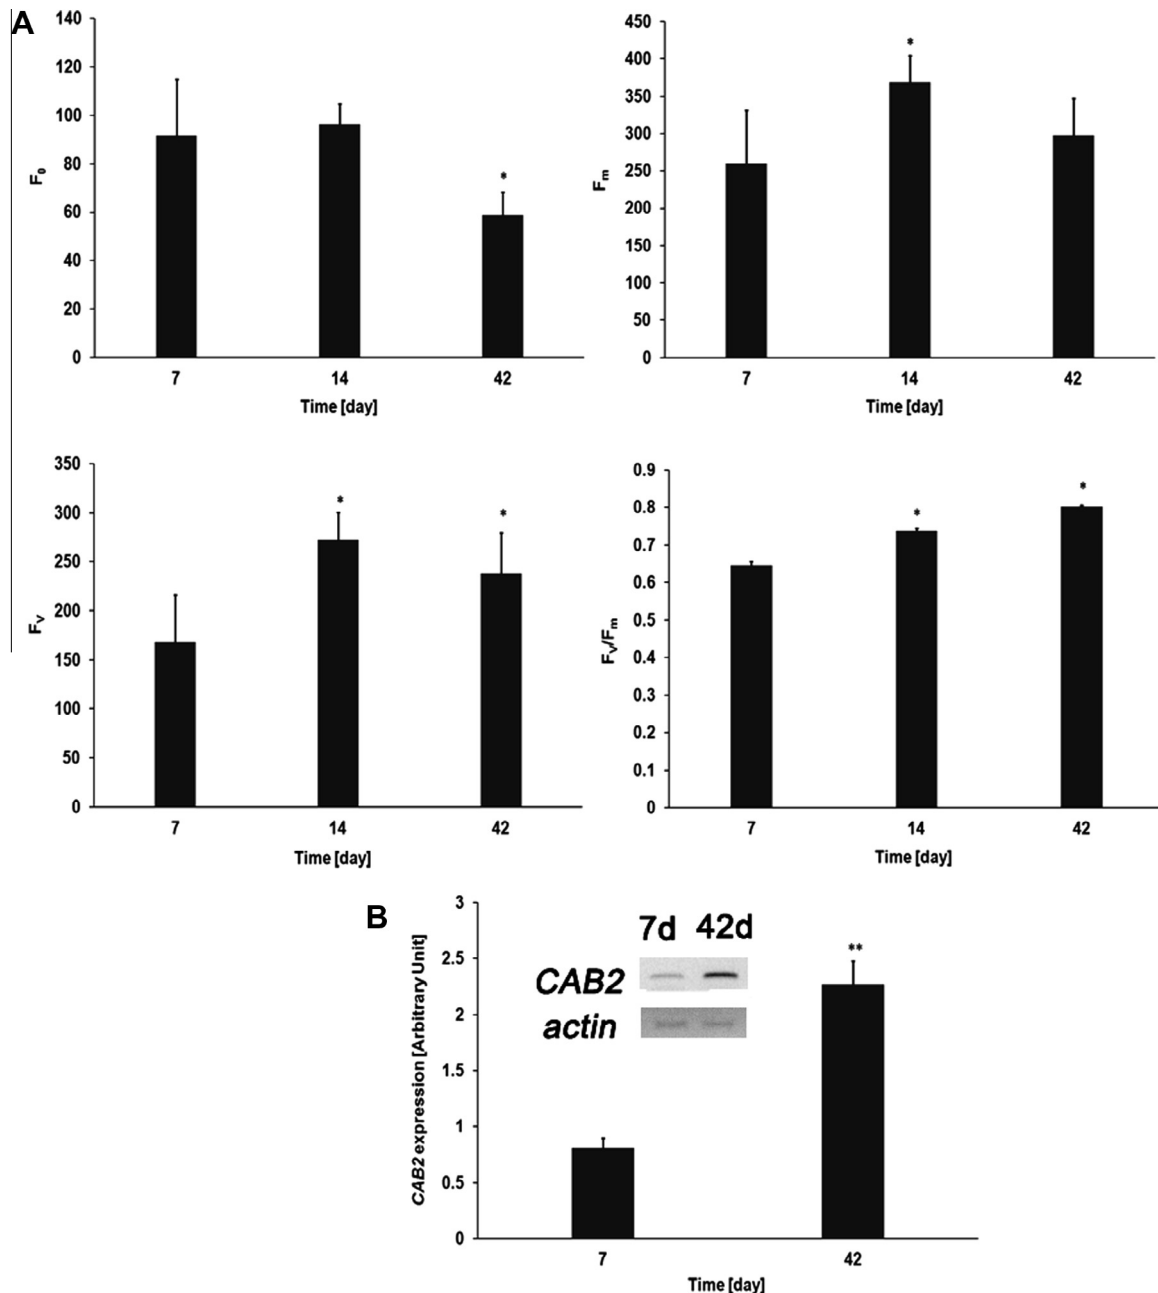 A
140
120
100
80
60
40
20
0
F0
*
7 14 42
Time [day]
450
400
350
300
250
200
150
100
50
0
Fm
*
7 14 42
Time [day]
350
300
250
200
150
100
50
0
FV
* *
7 14 42
Time [day]
0.9
0.8
0.7
0.6
0.5
0.4
0.3
0.2
0.1
0
FV/Fm
* *
7 14 42
Time [day]
B
3
2.5
2
1.5
1
0.5
0
CAB2 expression [Arbitrary Unit]
7d 42d
CAB2
actin
**
7 42
Time [day]